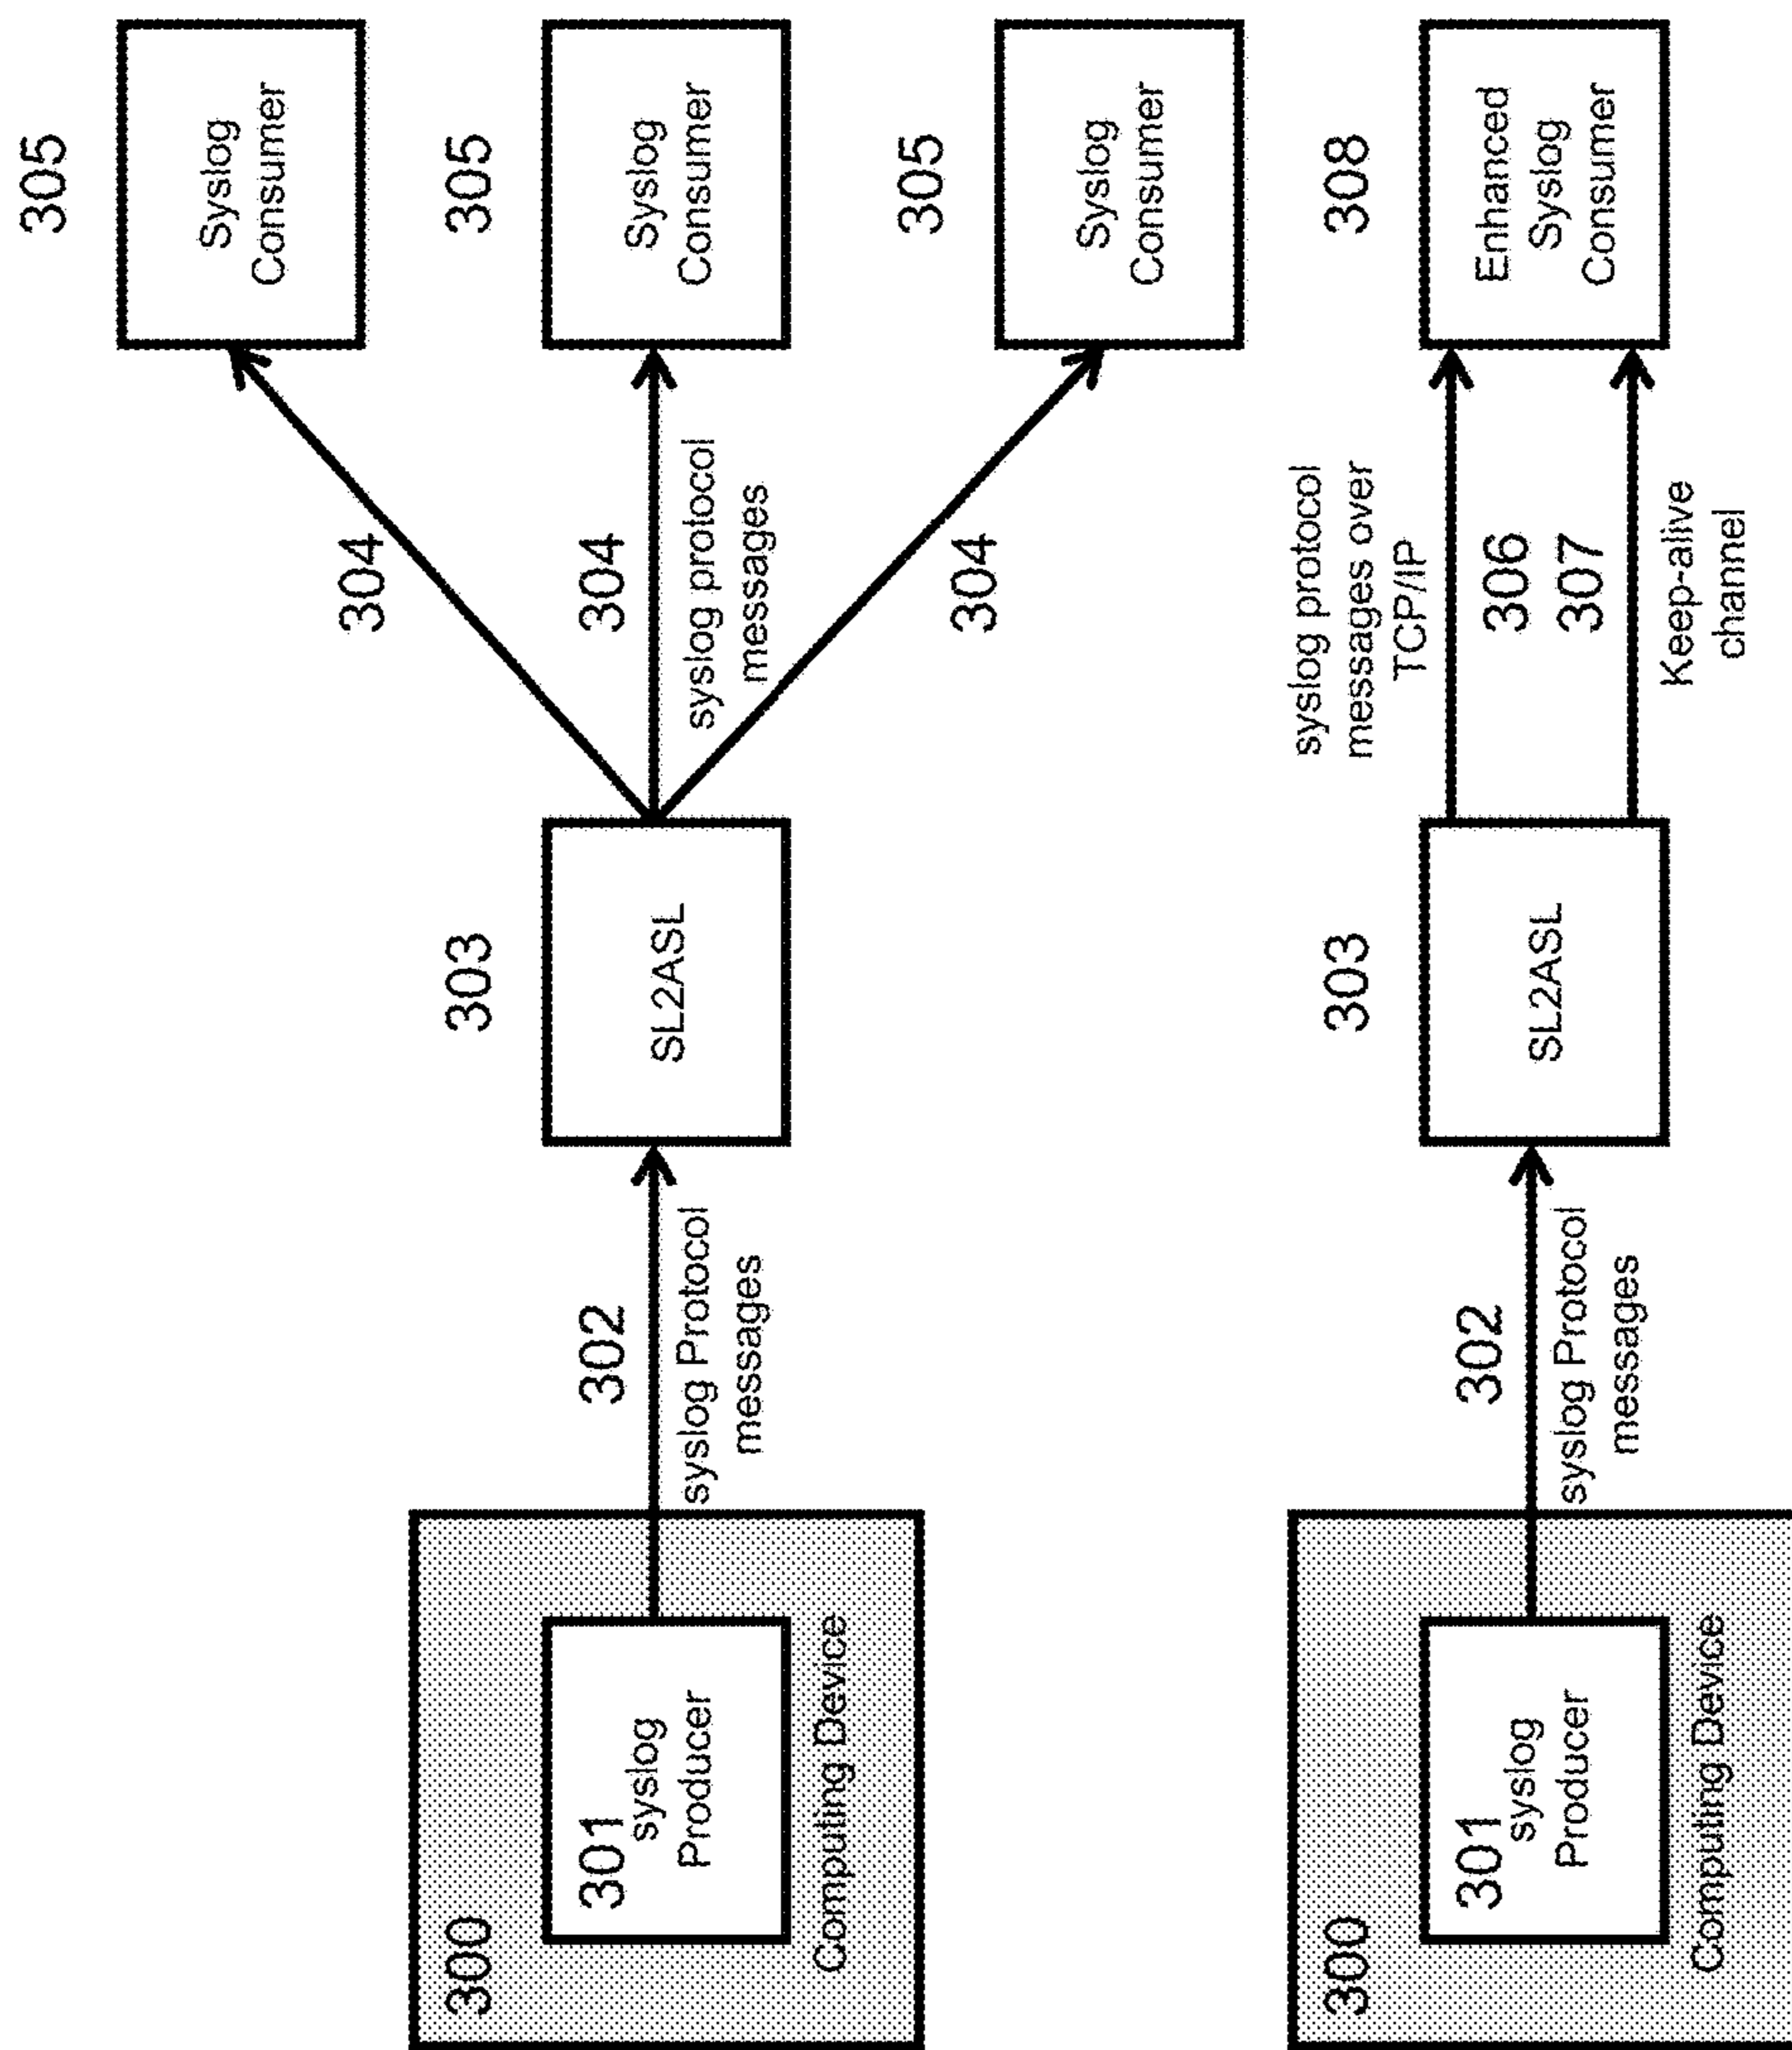 305
Syslog
Consumer
304
300
301
syslog
Producer
Computing Device
302
syslog Protocol
messages
303
SL2ASL
304
syslog protocol
messages
305
Syslog
Consumer
304
305
Syslog
Consumer
300
301
syslog
Producer
Computing Device
302
syslog Protocol
messages
303
SL2ASL
syslog protocol
messages over
TCP/IP
306
307
Keep-alive
channel
308
Enhanced
Syslog
Consumer